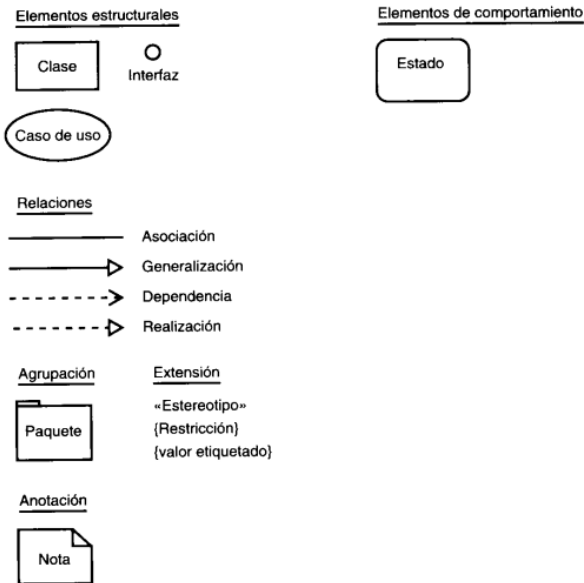 Elementos estructurales
Clase
Interfaz
Caso de uso
Elementos de comportamiento
Estado
Relaciones
Asociación
Generalización
Dependencia
Realización
Agrupación
Paquete
Extensión
«Estereotipo»
{Restricción}
{valor etiquetado}
Anotación
Nota